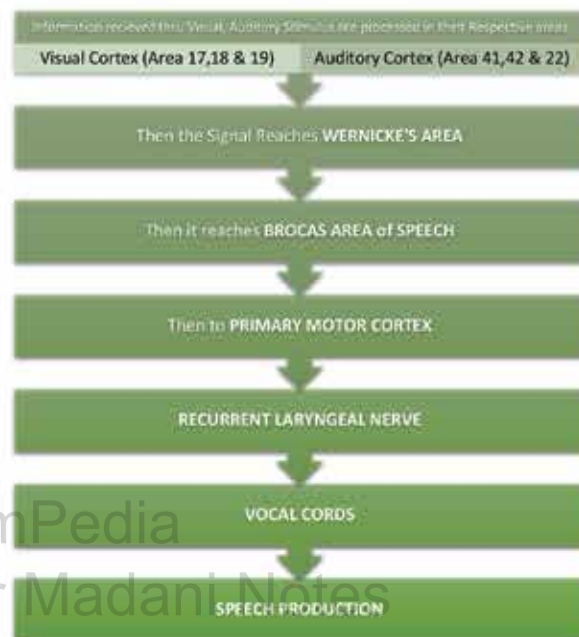 Information recieved thru Visual, Auditory Stimulus are processed in their Respective areas
Visual Cortex (Area 17,18 & 19) Auditory Cortex (Area 41,42 & 22)
Then the Signal Reaches WERNICKE'S AREA
Then it reaches BROCAS AREA of SPEECH
Then to PRIMARY MOTOR CORTEX
RECURRENT LARYNGEAL NERVE
VOCAL CORDS
mPedia
Madani Notes
SPEECH PRODUCTION